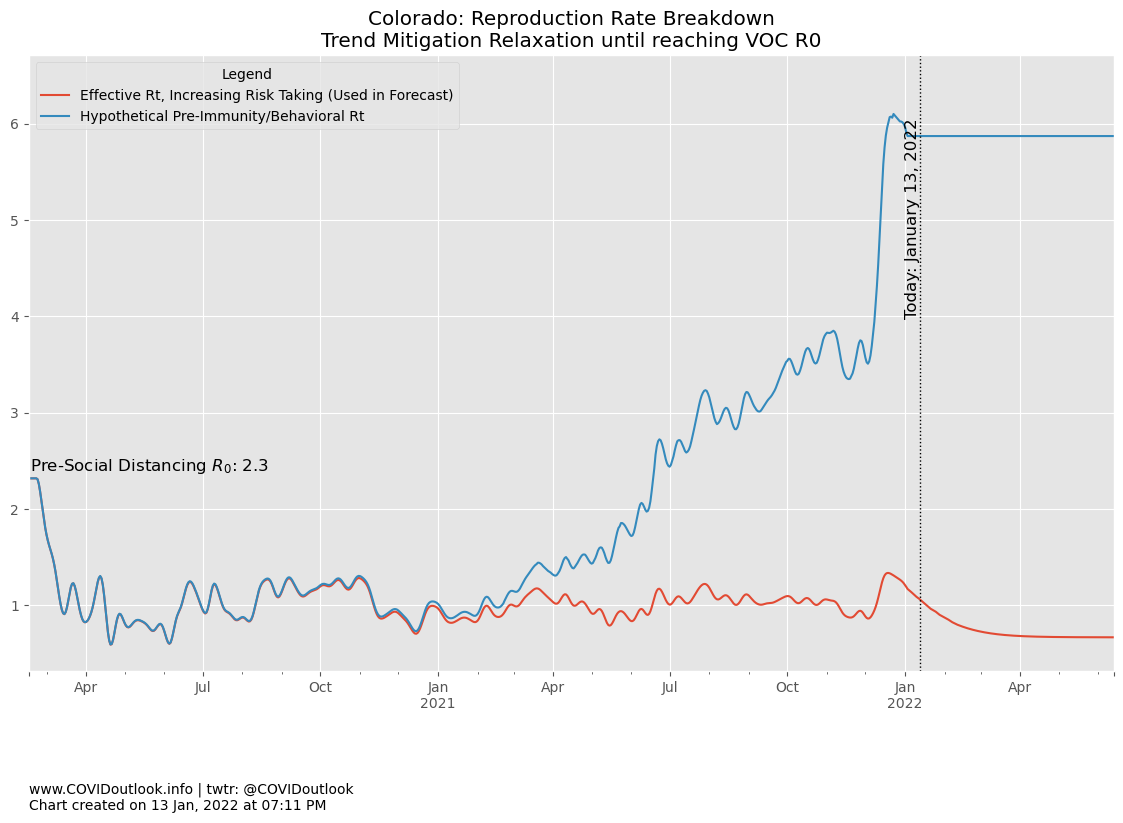 Colorado: Reproduction Rate Breakdown
Trend Mitigation Relaxation until reaching VOC R0
Legend
Effective Rt, Increasing Risk Taking (Used in Forecast)
Hypothetical Pre-Immunity/Behavioral Rt
6
5
4
3
2
1
Today: January 13, 2022
Pre-Social Distancing R₀: 2.3
Apr Jul Oct Jan Apr Jul Oct Jan Apr
2021 2022
www.COVIDoutlook.info | twtr: @COVIDoutlook
Chart created on 13 Jan, 2022 at 07:11 PM